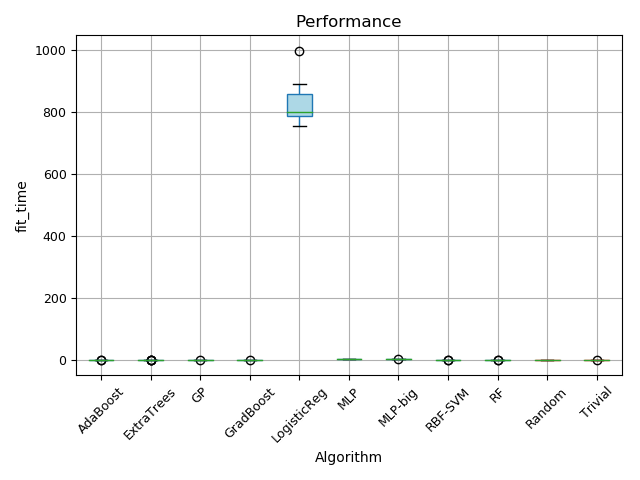 Performance
1000
800
600
400
200
0
fit_time
AdaBoost
ExtraTrees
GP
GradBoost
LogisticReg
MLP
MLP-big
RBF-SVM
RF
Random
Trivial
Algorithm